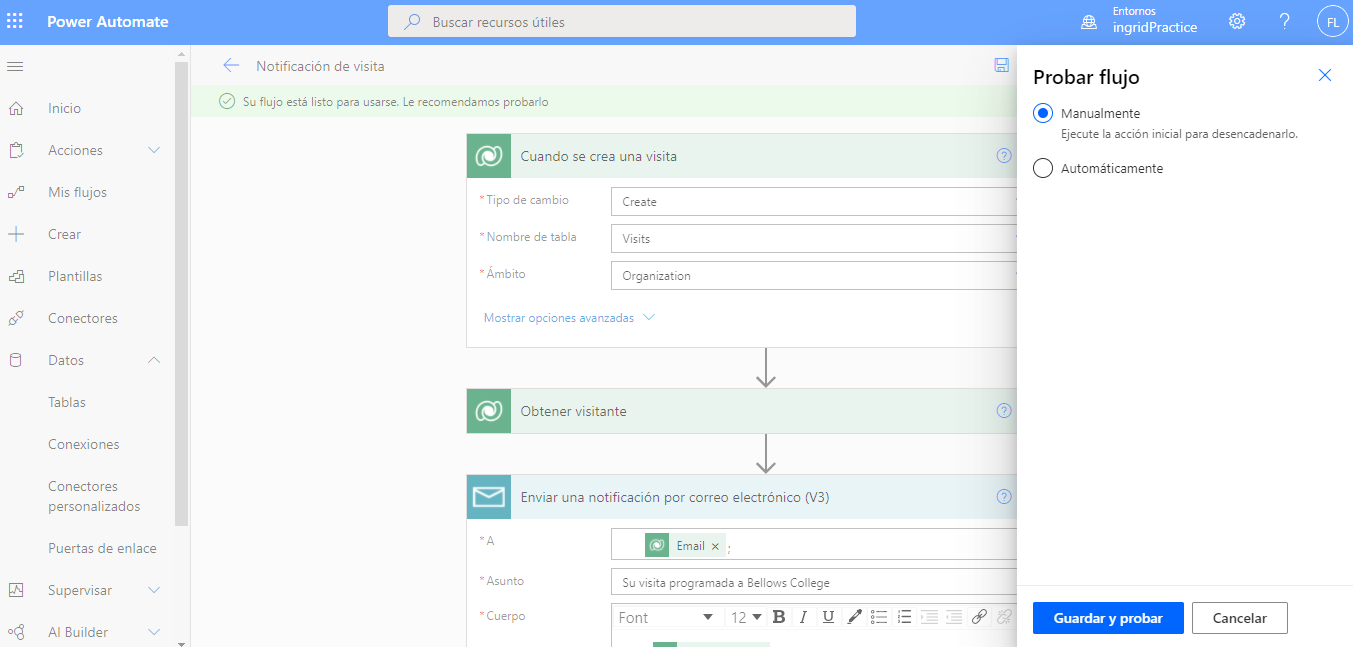 Power Automate
Buscar recursos útiles
Entornos
ingridPractice
FL
Inicio
Acciones
Mis flujos
Crear
Plantillas
Conectores
Datos
Tablas
Conexiones
Conectores
personalizados
Puertas de enlace
Supervisar
AI Builder
Notificación de visita
Su flujo está listo para usarse. Le recomendamos probarlo
Cuando se crea una visita
*Tipo de cambio
Create
*Nombre de tabla
Visits
*Ámbito
Organization
Mostrar opciones avanzadas
Obtener visitante
Enviar una notificación por correo electrónico (V3)
*A
Email × ;
*Asunto
Su visita programada a Bellows College
*Cuerpo
Font 12 B I U
Probar flujo
Manualmente
Ejecute la acción inicial para desencadenarlo.
Automáticamente
Guardar y probar
Cancelar